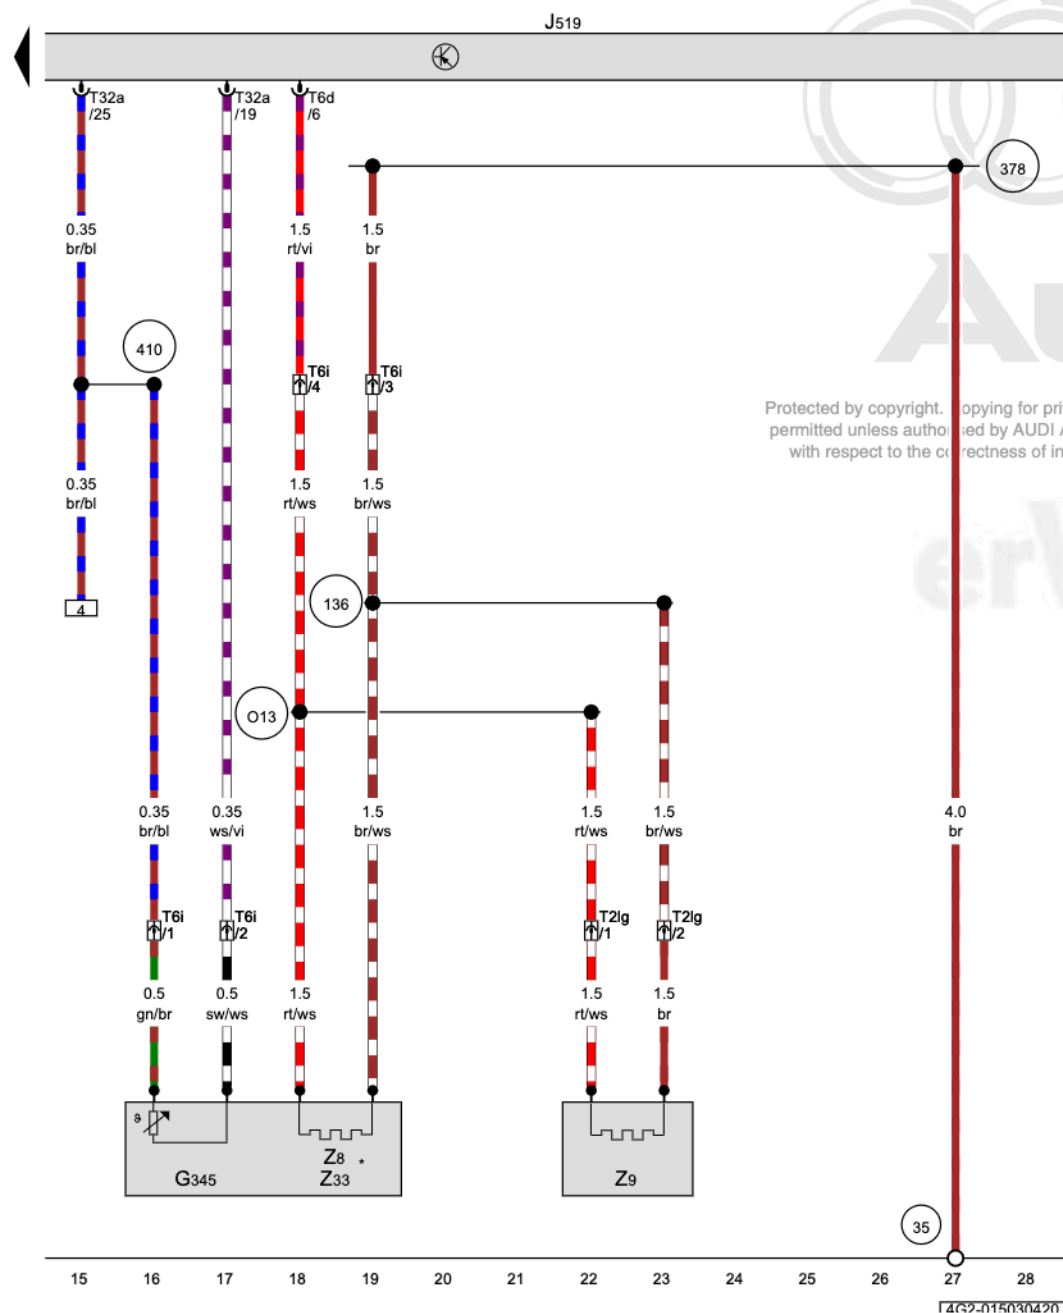 J519
T32a
/25
T32a
/19
T6d
/6
378
0.35
br/bl
1.5
rt/vi
1.5
br
410
T6i
/4
T6i
/3
Protected by copyright.
permitted unless
with respect to the
0.35
br/bl
1.5
rt/ws
1.5
br/ws
4
136
O13
0.35
br/bl
0.35
ws/vi
1.5
br/ws
1.5
rt/ws
1.5
br/ws
4.0
br
T6i
/1
T6i
/2
T2lg
/1
T2lg
/2
0.5
gn/br
0.5
sw/ws
1.5
rt/ws
1.5
rt/ws
1.5
br
G345
Z8 *
Z33
Z9
35
15 16 17 18 19 20 21 22 23 24 25 26 27 28
4G2-015030420